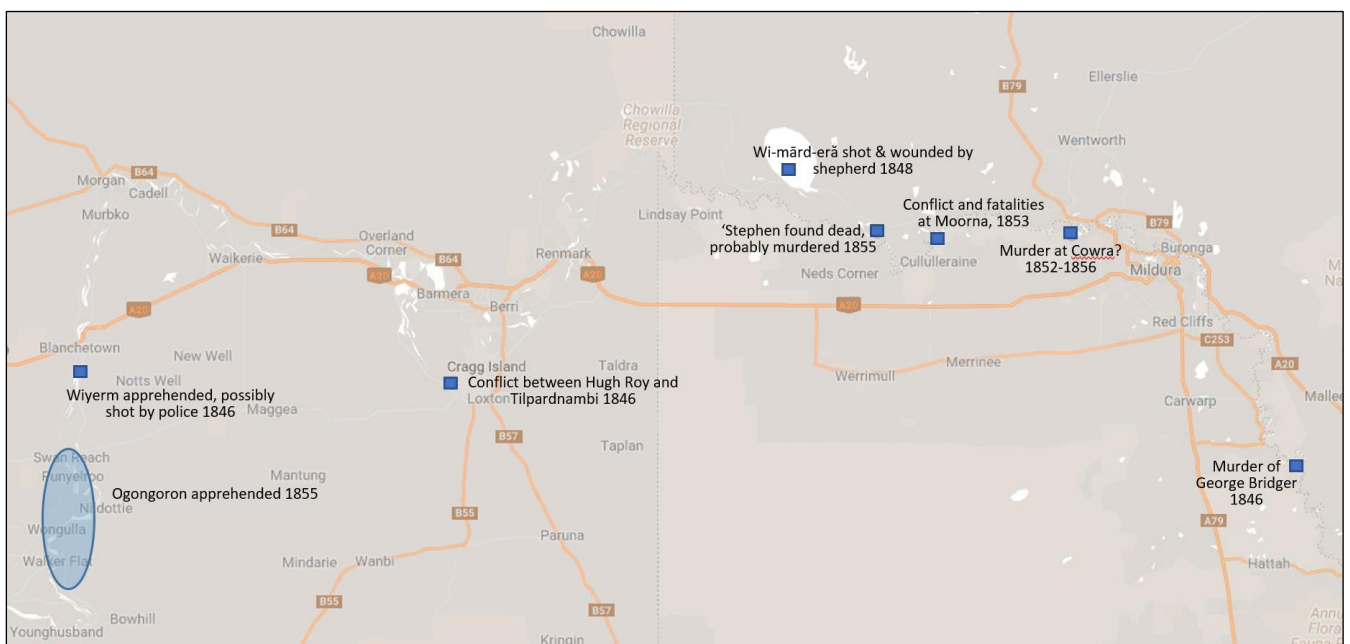 Chowilla
Ellerslie
B79
Chowilla
Regional
Reserve
Wentworth
Wi-mārd-eră shot & wounded by
shepherd 1848
B64
Morgan
Cadell
Murbko
Lindsay Point
Conflict and fatalities
at Moorna, 1853
B79
B64
Overland
Corner
'Stephen found dead,
probably murdered 1855
Murder at Cowra?
1852-1856
Buronga
Waikerie
B64
Renmark
Cullulleraine
Neds Corner
Mildura
A20
A20
Barmera
Berri
A20
A20
Red Cliffs
C253
Blanchetown
New Well
Cragg Island
Taldra
Merrinee
A20
Notts Well
Conflict between Hugh Roy and
Tilpardnambi 1846
Werrimull
Wiyerm apprehended, possibly
shot by police 1846
Maggea
Loxton
Carwarp
B57
Taplan
Swan Reach
Punyelroo
Mantung
Murder of
George Bridger
1846
Ogongoron apprehended 1855
Nildottie
B55
A79
Wongulla
Paruna
Walker Flat
Mindarie
Wanbi
Hattah
B55
B57
Bowhill
Younghusband
Kringin